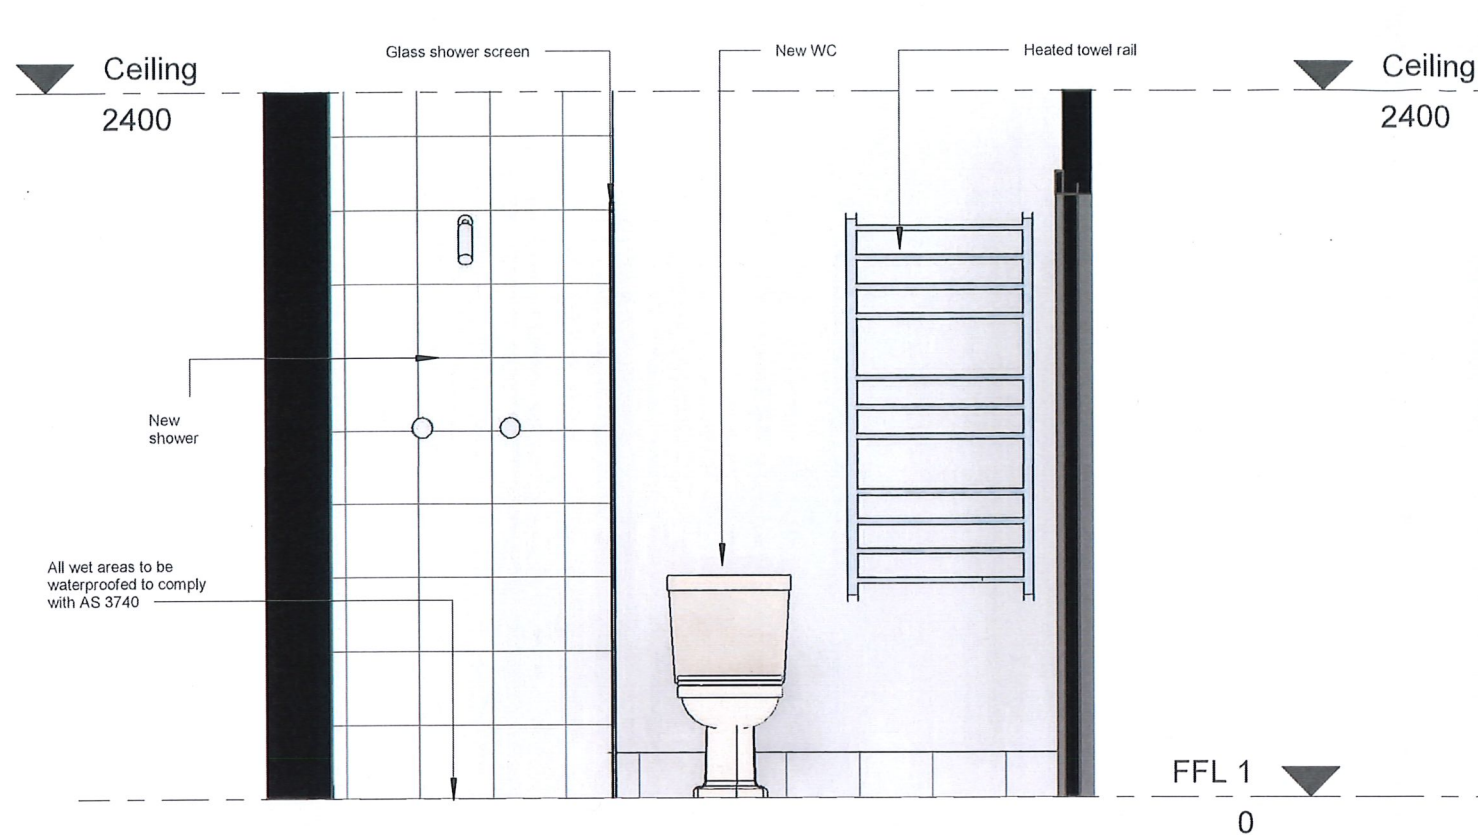 Glass shower screen
New WC
Heated towel rail
Ceiling
2400
Ceiling
2400
New
shower
All wet areas to be
waterproofed to comply
with AS 3740
FFL 1
0